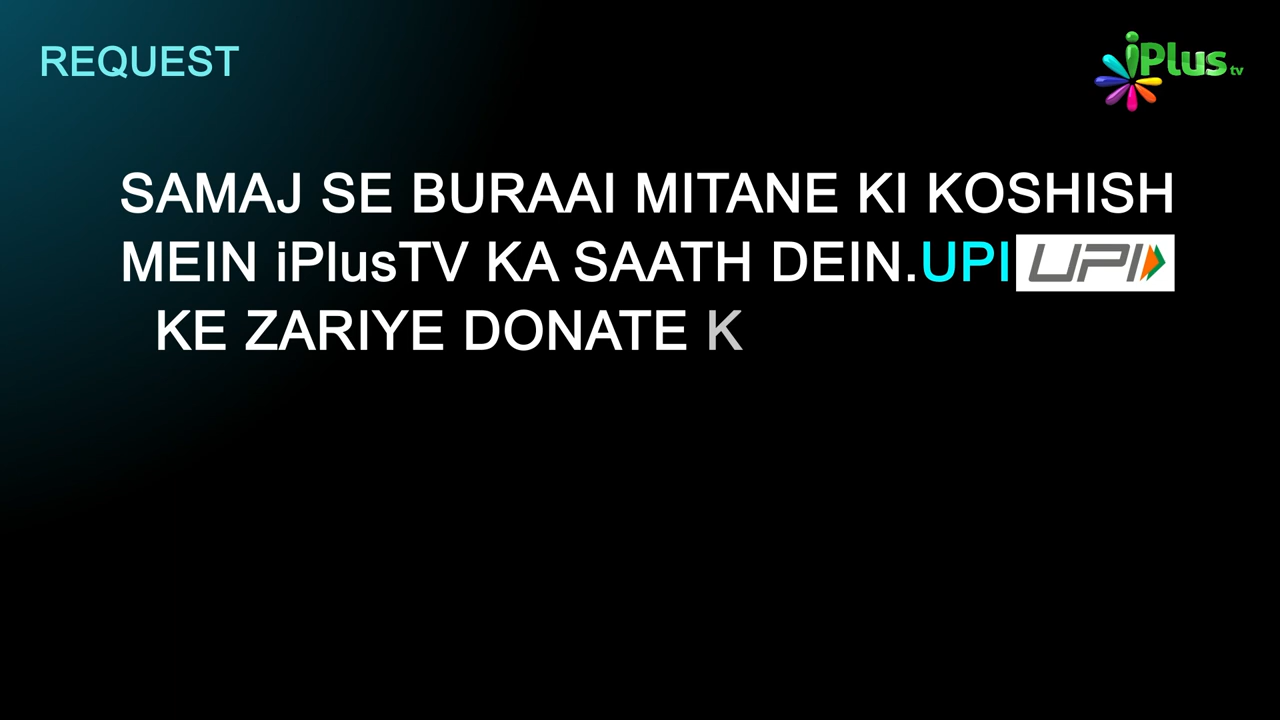 REQUEST
iPlus tv
SAMAJ SE BURAAI MITANE KI KOSHISH
MEIN iPlusTV KA SAATH DEIN.UPI UPI
KE ZARIYE DONATE K